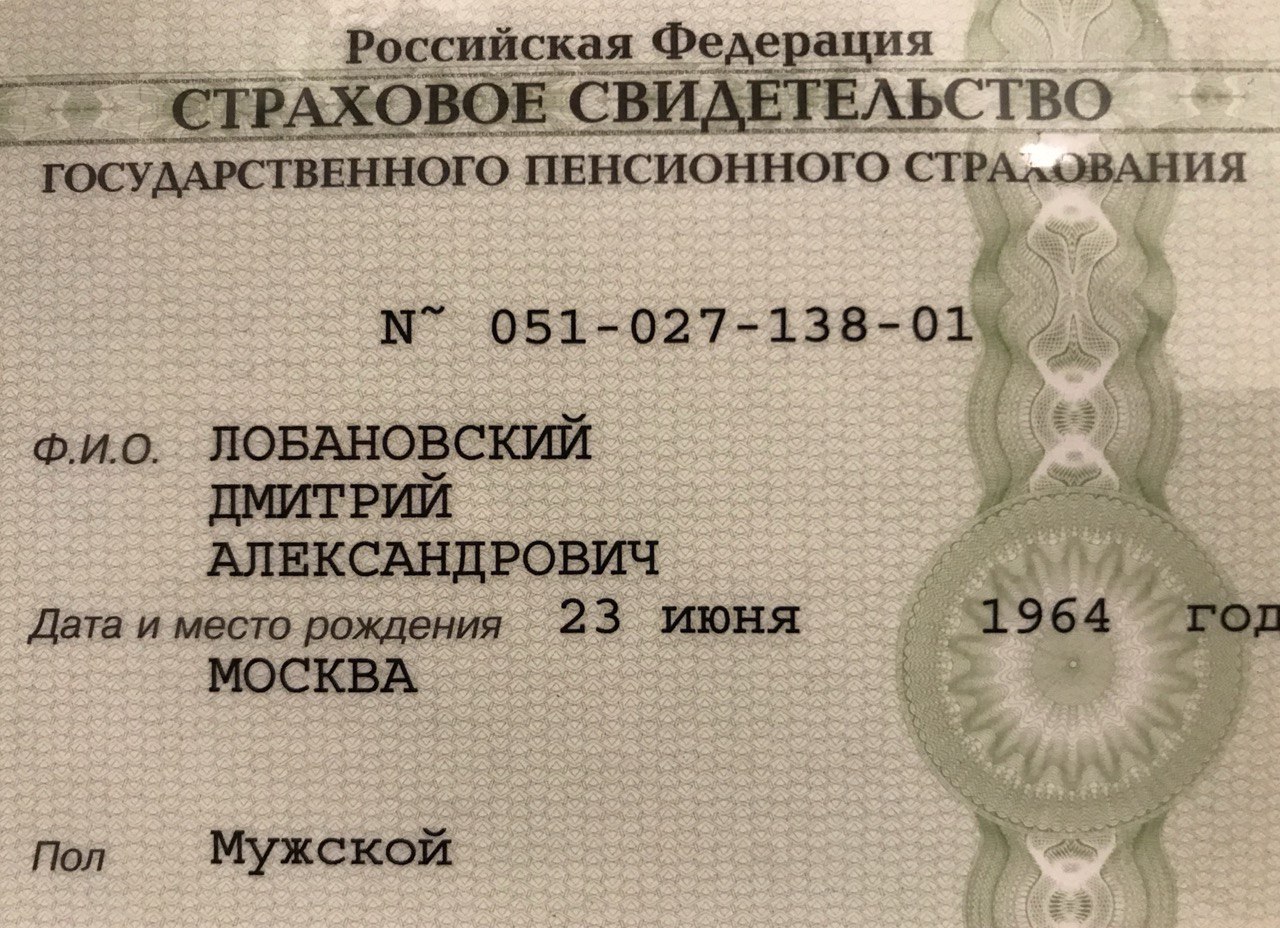 Российская Федерация
СТРАХОВОЕ СВИДЕТЕЛЬСТВО
ГОСУДАРСТВЕННОГО ПЕНСИОННОГО СТРАХОВАНИЯ
N~ 051-027-138-01
Ф.И.О. ЛОБАНОВСКИЙ
ДМИТРИЙ
АЛЕКСАНДРОВИЧ
Дата и место рождения 23 июня 1964 год
МОСКВА
Пол Мужской